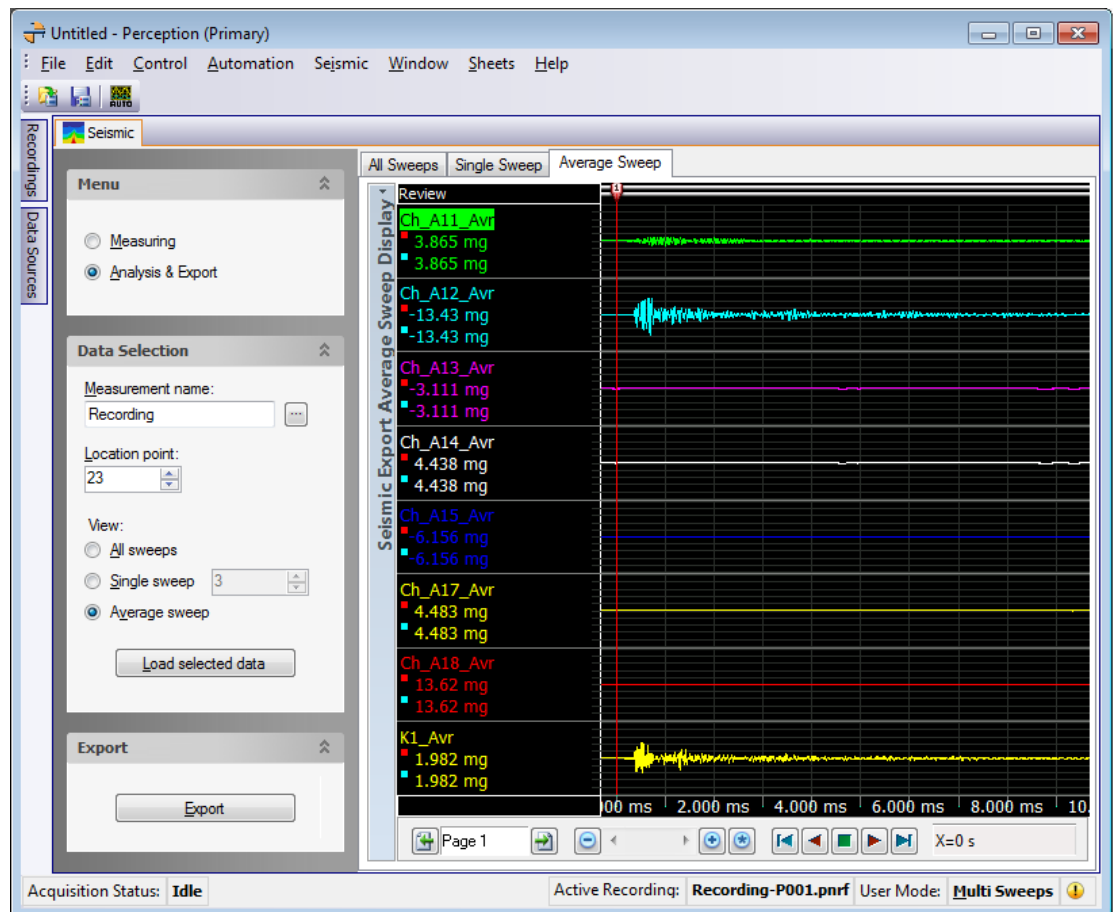 Untitled - Perception (Primary)
File Edit Control Automation Seismic Window Sheets Help
AUTO
Recordings
Data Sources
Seismic
Menu
Measuring
Analysis & Export
Data Selection
Measurement name:
Recording
...
Location point:
23
View:
All sweeps
Single sweep 3
Average sweep
Load selected data
Export
Export
All Sweeps Single Sweep Average Sweep
Seismic Export Average Sweep Display
Review
1
Ch_A11_Avr
3.865 mg
3.865 mg
Ch_A12_Avr
-13.43 mg
-13.43 mg
Ch_A13_Avr
-3.111 mg
-3.111 mg
Ch_A14_Avr
4.438 mg
4.438 mg
Ch_A15_Avr
-6.156 mg
-6.156 mg
Ch_A17_Avr
4.483 mg
4.483 mg
Ch_A18_Avr
13.62 mg
13.62 mg
K1_Avr
1.982 mg
1.982 mg
00 ms 2.000 ms 4.000 ms 6.000 ms 8.000 ms 10.
Page 1 X=0 s
Acquisition Status: Idle Active Recording: Recording-P001.pnrf User Mode: Multi Sweeps